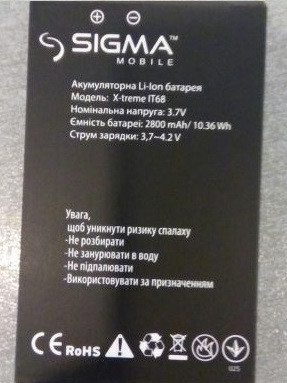 SIGMA™
MOBILE
Акумуляторна Li-Ion батарея
Модель: X-treme IT68
Номінальна напруга: 3.7V
Ємність батареї: 2800 mAh/ 10.36 Wh
Струм зарядки: 3,7~4.2 V
Увага,
щоб уникнути ризику спалаху
-Не розбирати
-Не занурювати в воду
-Не підпалювати
-Використовувати за призначенням
CE RoHS
025